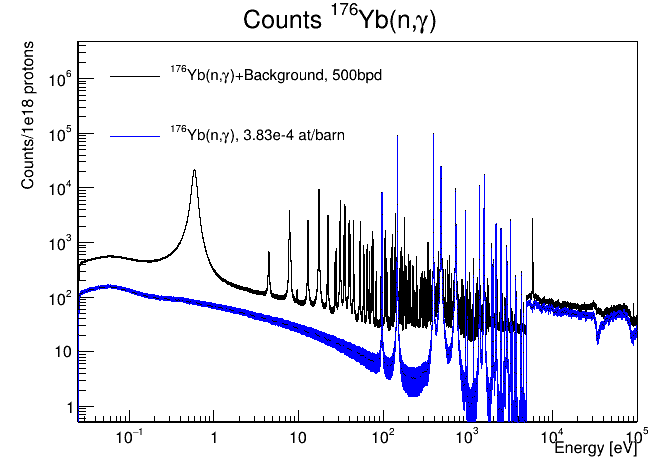 Counts ¹⁷⁶Yb(n,γ)
Counts/1e18 protons
¹⁷⁶Yb(n,γ)+Background, 500bpd
¹⁷⁶Yb(n,γ), 3.83e-4 at/barn
10⁶
10⁵
10⁴
10³
10²
10
1
10⁻¹ 1 10 10² 10³ 10⁴ 10⁵
Energy [eV]